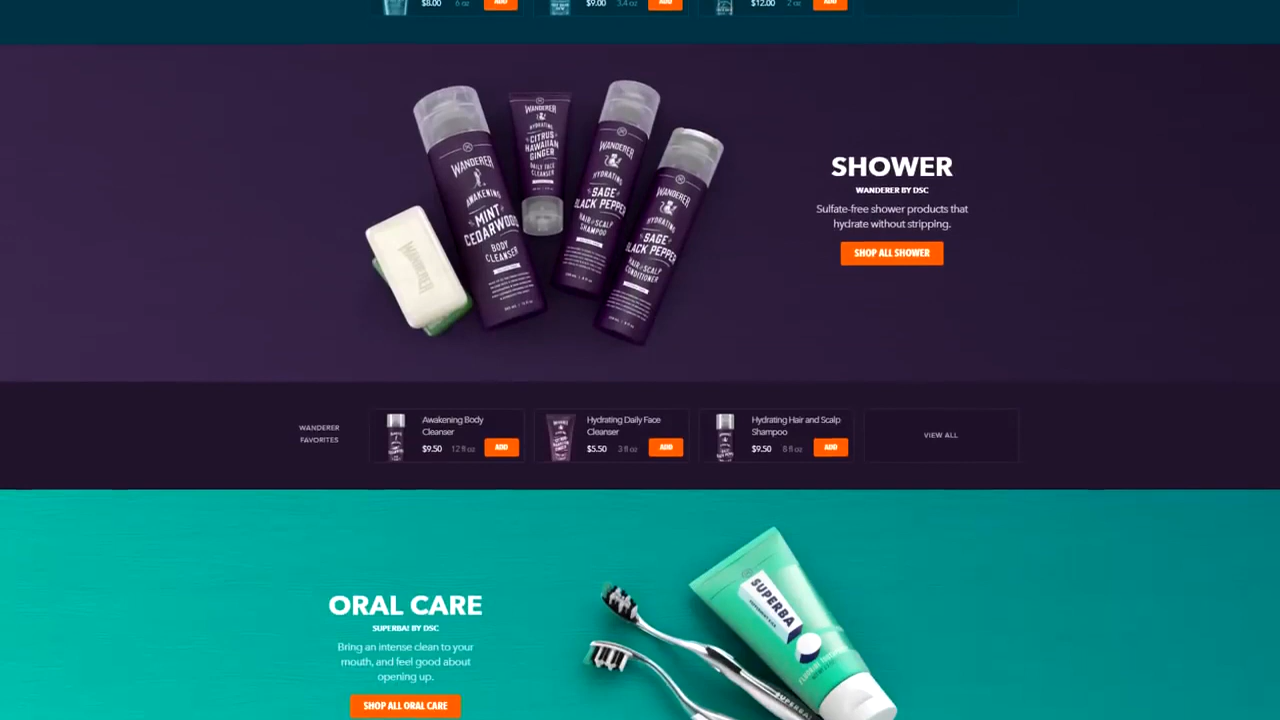 $8.00 6 oz ADD
$9.00 3.4 oz ADD
$12.00 2 oz ADD
WANDERER
WANDERER
AWAKENING
MINT
CEDARWOOD
BODY
CLEANSER
WANDERER
HYDRATING
CITRUS
HAWAIIAN
GINGER
DAILY FACE
CLEANSER
WANDERER
HYDRATING
SAGE
BLACK PEPPER
HAIR & SCALP
SHAMPOO
WANDERER
HYDRATING
SAGE
BLACK PEPPER
HAIR & SCALP
CONDITIONER
SHOWER
WANDERER BY DSC
Sulfate-free shower products that
hydrate without stripping.
SHOP ALL SHOWER
WANDERER
FAVORITES
Awakening Body
Cleanser
$9.50 12 fl oz ADD
Hydrating Daily Face
Cleanser
$5.50 3 fl oz ADD
Hydrating Hair and Scalp
Shampoo
$9.50 8 fl oz ADD
VIEW ALL
ORAL CARE
SUPERBA! BY DSC
Bring an intense clean to your
mouth, and feel good about
opening up.
SHOP ALL ORAL CARE
SUPERBA
SUPERBA!